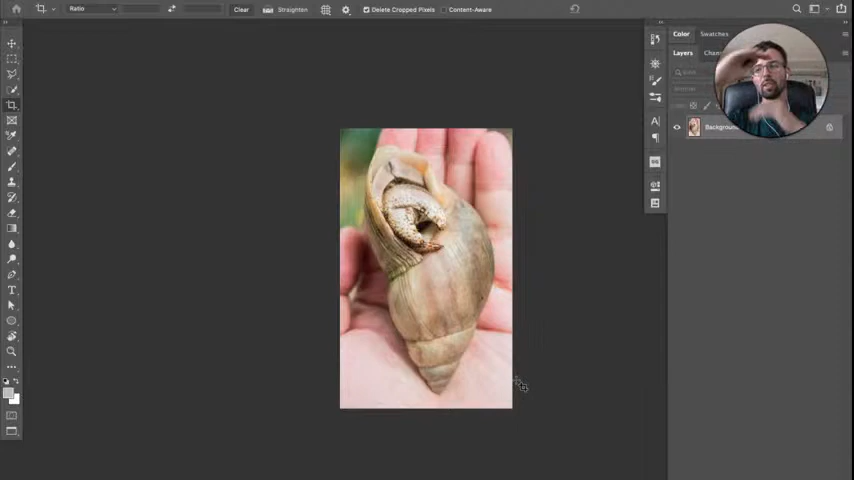 Ratio
Clear
Straighten
Delete Cropped Pixels
Content-Aware
Color
Swatches
Layers
Background